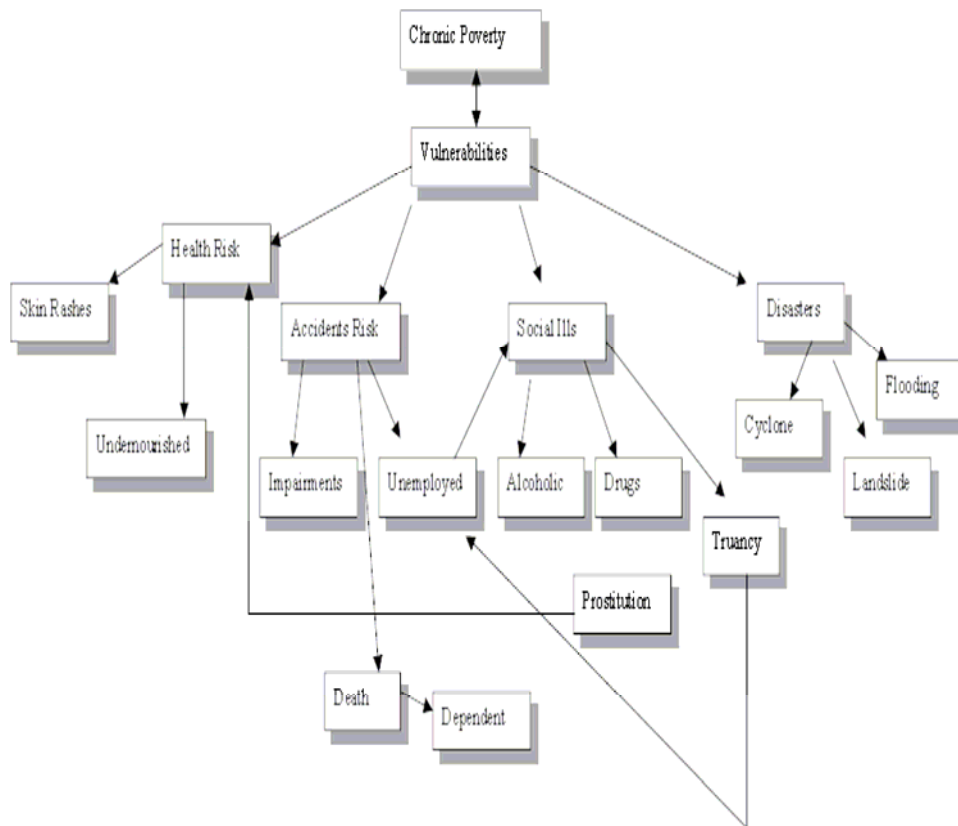 Chronic Poverty
Vulnerabilities
Health Risk
Skin Rashes
Accidents Risk
Social Ills
Disasters
Flooding
Cyclone
Undernourished
Impairments
Unemployed
Alcoholic
Drugs
Landslide
Truancy
Prostitution
Death
Dependent